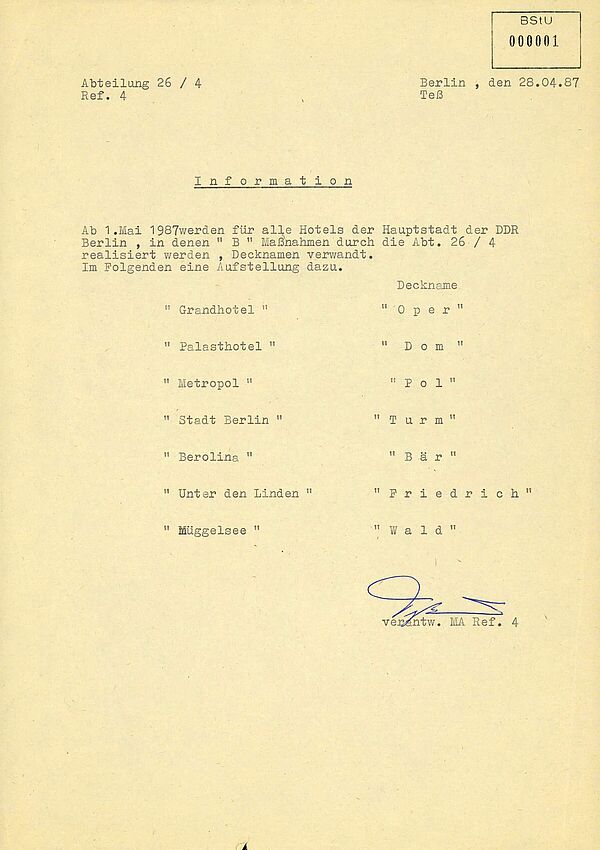 BStU
000001
Abteilung 26 / 4
Berlin , den 28.04.87
Ref. 4
Teß
I n f o r m a t i o n
Ab 1.Mai 1987werden für alle Hotels der Hauptstadt der DDR
Berlin , in denen " B " Maßnahmen durch die Abt. 26 / 4
realisiert werden , Decknamen verwandt.
Im Folgenden eine Aufstellung dazu.
Deckname
" Grandhotel " " O p e r "
" Palasthotel " " D o m "
" Metropol " " P o l "
" Stadt Berlin " " T u r m "
" Berolina " " B ä r "
" Unter den Linden " " F r i e d r i c h "
" Müggelsee " " W a l d "
verantw. MA Ref. 4